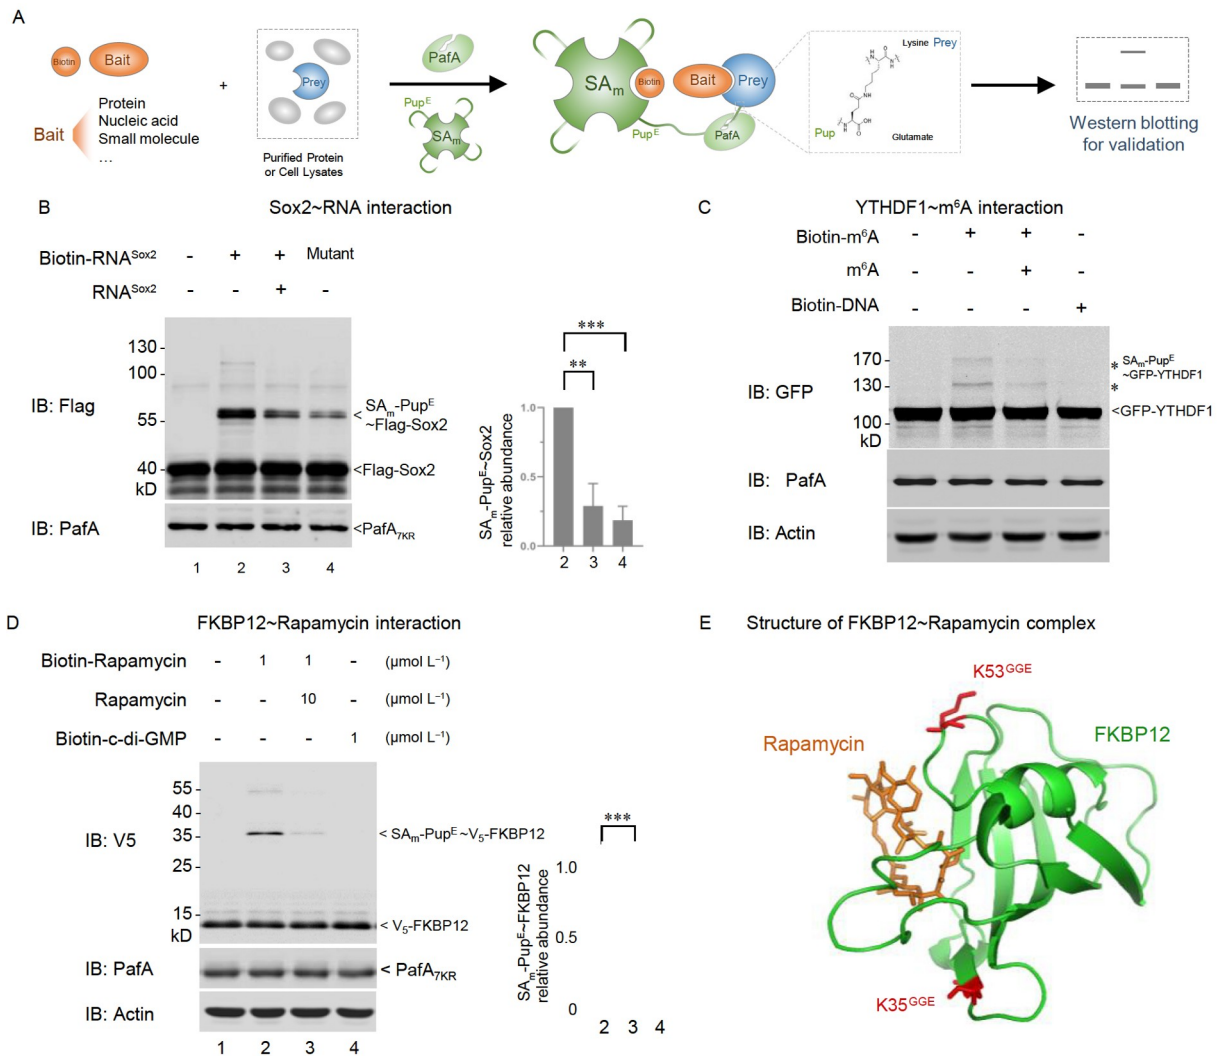 A
Biotin
Bait
Bait
Protein
Nucleic acid
Small molecule
...
+
Prey
Purified Protein
or Cell Lysates
PafA
Pup^E
SA_m
SA_m
Biotin
Bait
Prey
Pup^E
PafA
Lysine Prey
O
N
H
NH
O
Pup
N
H
OR
O
Glutamate
Western blotting
for validation
B
Sox2~RNA interaction
Biotin-RNA^Sox2 - + + Mutant
RNA^Sox2 - - + -
130
100
55
40
kD
IB: Flag
SA_m-Pup^E
<
~Flag-Sox2
<Flag-Sox2
IB: PafA
<PafA_7KR
1 2 3 4
***
**
SA_m-Pup^E~Sox2
relative abundance
1.0
0.5
0.0
2 3 4
C
YTHDF1~m⁶A interaction
Biotin-m⁶A - + + -
m⁶A - - + -
Biotin-DNA - - - +
170
130
100
kD
IB: GFP
* SA_m-Pup^E
~GFP-YTHDF1
*
<GFP-YTHDF1
IB: PafA
IB: Actin
D
FKBP12~Rapamycin interaction
Biotin-Rapamycin - 1 1 - (μmol L⁻¹)
Rapamycin - - 10 - (μmol L⁻¹)
Biotin-c-di-GMP - - - 1 (μmol L⁻¹)
55
40
35
25
15
kD
IB: V5
< SA_m-Pup^E~V₅-FKBP12
< V₅-FKBP12
IB: PafA
< PafA_7KR
IB: Actin
1 2 3 4
***
SA_m-Pup^E~FKBP12
relative abundance
1.0
0.5
0
2 3 4
E
Structure of FKBP12~Rapamycin complex
K53^GGE
Rapamycin
FKBP12
K35^GGE